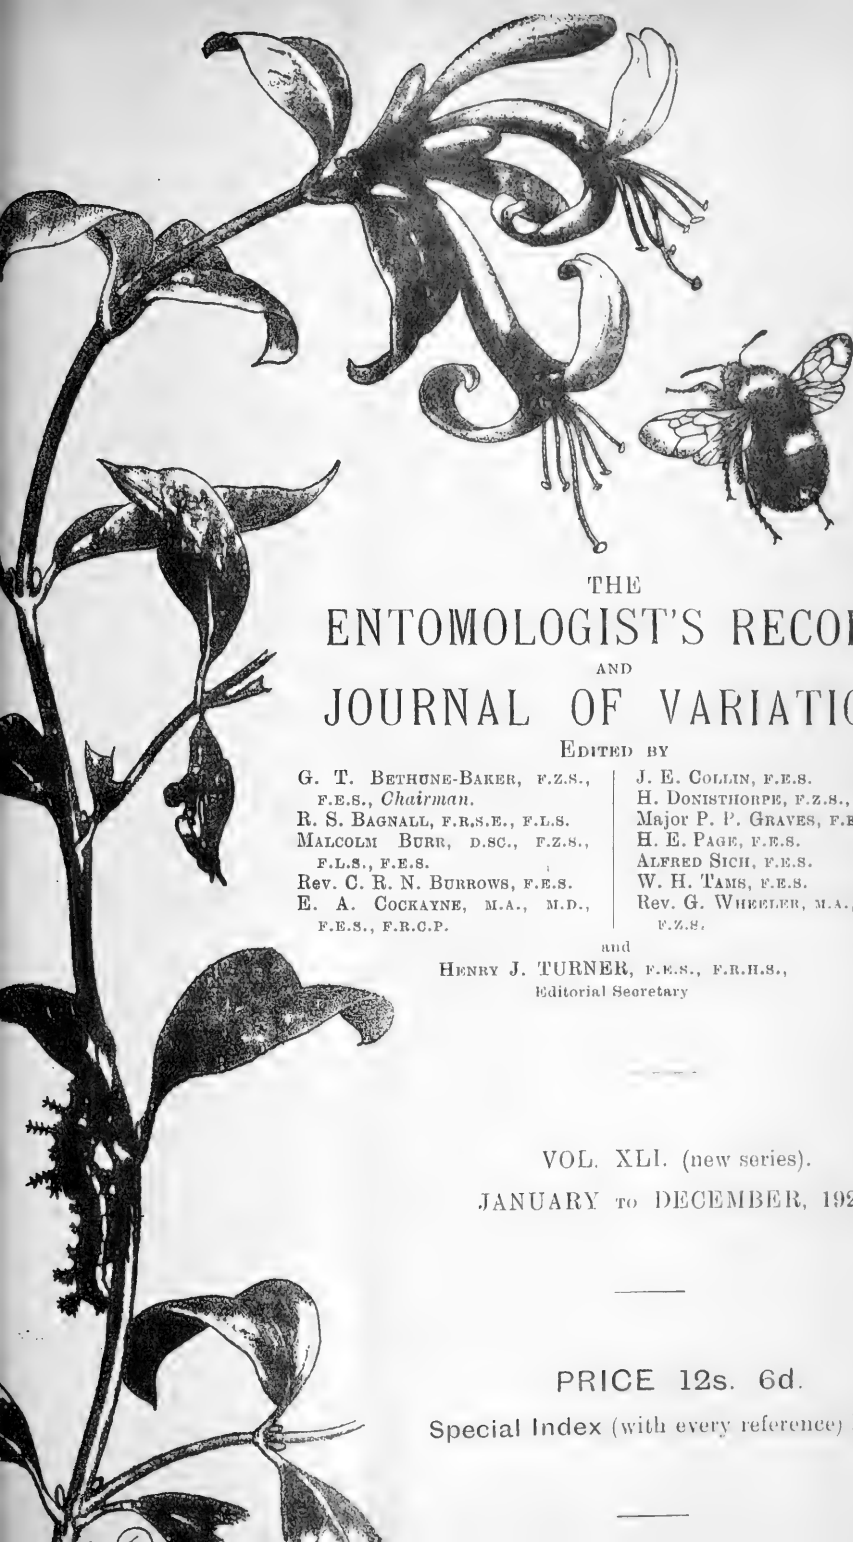 THE
ENTOMOLOGIST'S RECO
AND
JOURNAL OF VARIATI
EDITED BY
G. T. BETHUNE-BAKER, F.Z.S.,
F.E.S., Chairman.
R. S. BAGNALL, F.R.S.E., F.L.S.
MALCOLM BURR, D.SC., F.Z.S.,
F.L.S., F.E.S.
Rev. C. R. N. BURROWS, F.E.S.
E. A. COCKAYNE, M.A., M.D.,
F.E.S., F.R.C.P.
J. E. COLLIN, F.E.S.
H. DONISTHORPE, F.Z.S.,
Major P. P. GRAVES, F.E
H. E. PAGE, F.E.S.
ALFRED SICH, F.E.S.
W. H. TAMS, F.E.S.
Rev. G. WHEELER, M.A.,
F.Z.S.
and
HENRY J. TURNER, F.E.S., F.R.H.S.,
Editorial Secretary
VOL. XLI. (new series).
JANUARY TO DECEMBER, 192
PRICE 12s. 6d.
Special Index (with every reference)